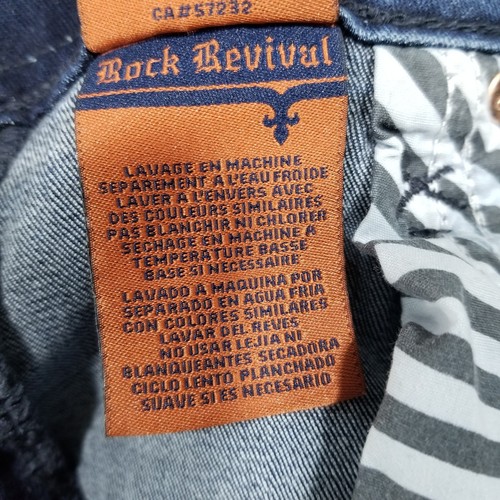 CA#57232
Rock Revival
LAVAGE EN MACHINE
SEPAREMENT A L'EAU FROIDE
LAVER A L'ENVERS AVEC
DES COULEURS SIMILAIRES
PAS BLANCHIR NI CHLORER
SECHAGE EN MACHINE A
TEMPERATURE BASSE
BASE SI NECESSAIRE
LAVADO A MAQUINA POR
SEPARADO EN AGUA FRIA
CON COLORES SIMILARES
LAVAR DEL REVES
NO USAR LEJIA NI
BLANQUEANTES SECADORA
CICLO LENTO PLANCHADO
SUAVE SI ES NECESARIO